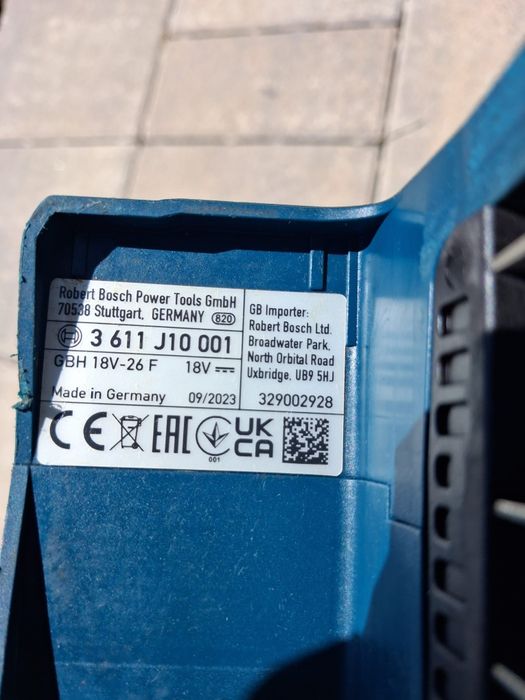 Robert Bosch Power Tools GmbH
70538 Stuttgart, GERMANY 820
3 611 J10 001
GBH 18V-26 F 18V
Made in Germany 09/2023
GB Importer:
Robert Bosch Ltd.
Broadwater Park,
North Orbital Road
Uxbridge, UB9 5HJ
329002928
CE EAC UK
CA
001